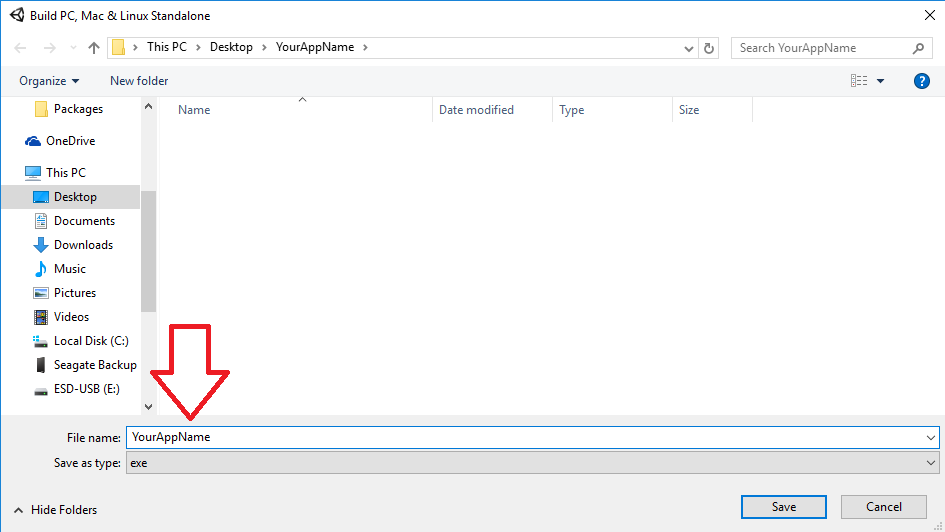 Build PC, Mac & Linux Standalone
This PC Desktop YourAppName
Search YourAppName
Organize New folder
?
Name Date modified Type Size
Packages
OneDrive
This PC
Desktop
Documents
Downloads
Music
Pictures
Videos
Local Disk (C:)
Seagate Backup
ESD-USB (E:)
File name: YourAppName
Save as type: exe
Hide Folders Save Cancel